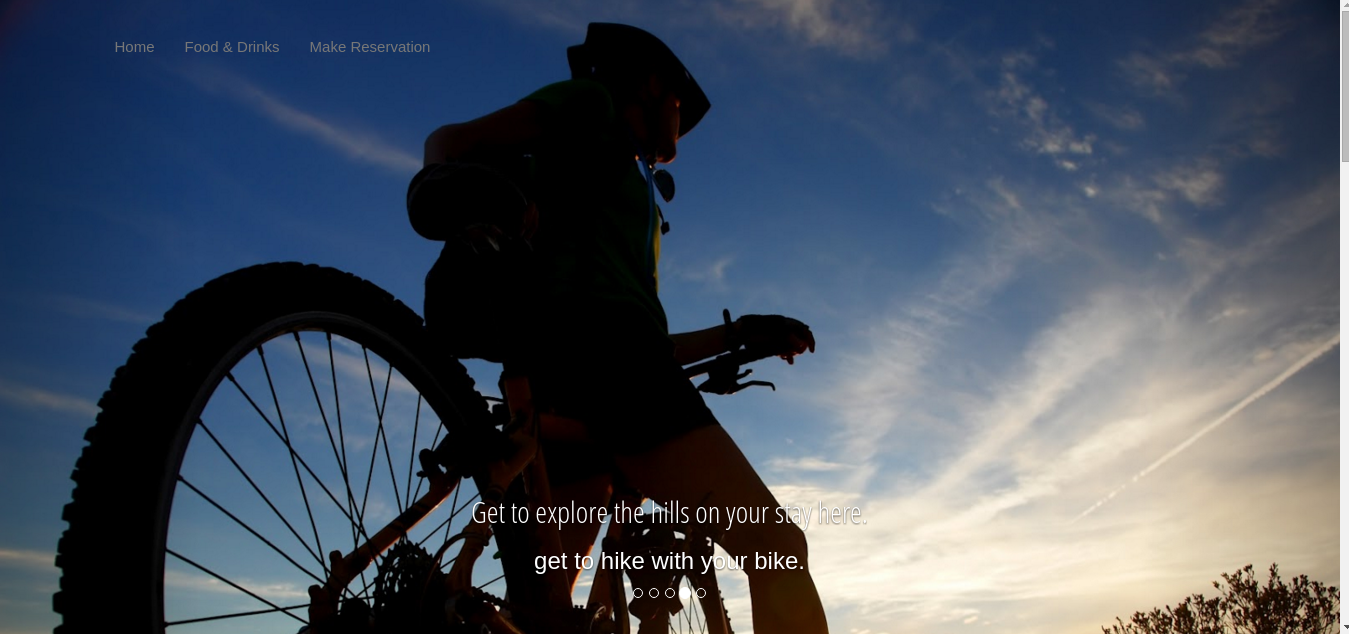 Home Food & Drinks Make Reservation
Get to explore the hills on your stay here.
get to hike with your bike.